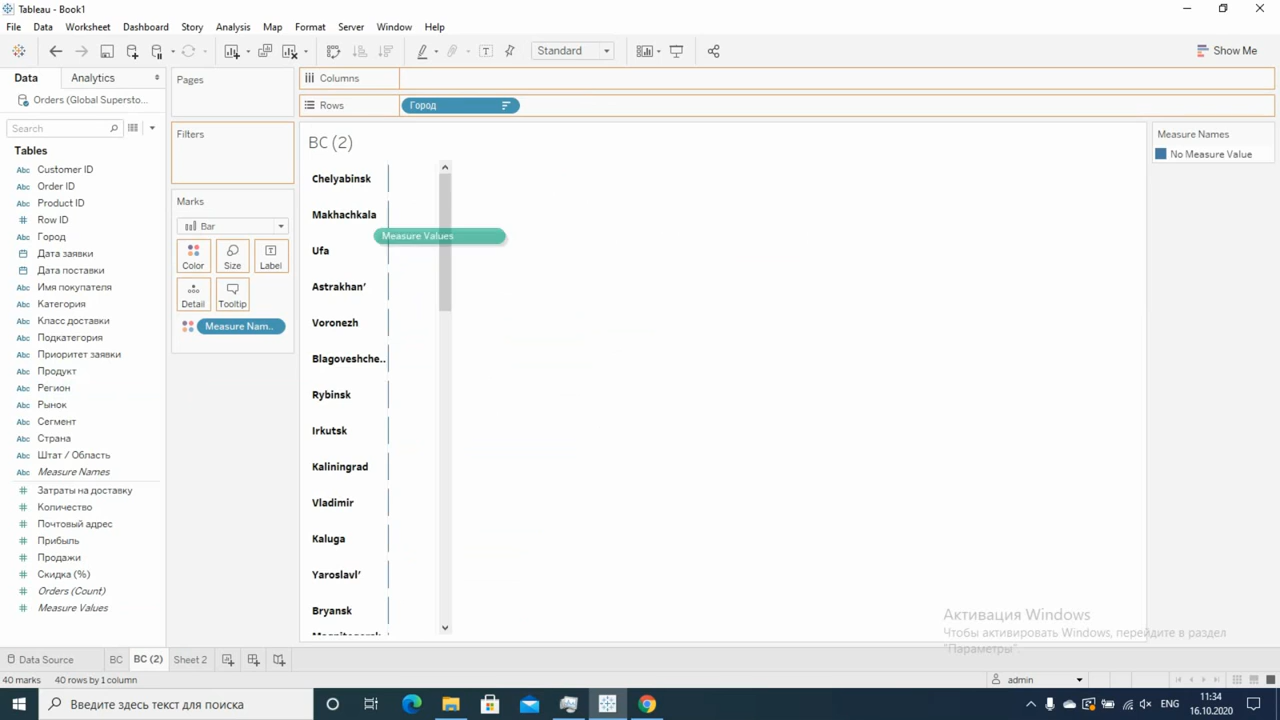 Tableau - Book1
File Data Worksheet Dashboard Story Analysis Map Format Server Window Help
Standard
Show Me
Data Analytics
Pages
Columns
Orders (Global Supersto...
Rows Город
Search
Filters
BC (2)
Measure Names
Tables
No Measure Value
Customer ID
Order ID
Product ID
Row ID
Город
Дата заявки
Дата поставки
Имя покупателя
Категория
Класс доставки
Подкатегория
Приоритет заявки
Продукт
Регион
Рынок
Сегмент
Страна
Штат / Область
Measure Names
Затраты на доставку
Количество
Почтовый адрес
Прибыль
Продажи
Скидка (%)
Orders (Count)
Measure Values
Marks
Bar
Color Size Label
Detail Tooltip
Measure Nam..
Chelyabinsk
Makhachkala
Measure Values
Ufa
Astrakhan'
Voronezh
Blagoveshche..
Rybinsk
Irkutsk
Kaliningrad
Vladimir
Kaluga
Yaroslavl'
Bryansk
Активация Windows
Чтобы активировать Windows, перейдите в раздел
"Параметры".
Data Source BC BC (2) Sheet 2
40 marks 40 rows by 1 column
admin
Введите здесь текст для поиска
ENG
11:34
16.10.2020